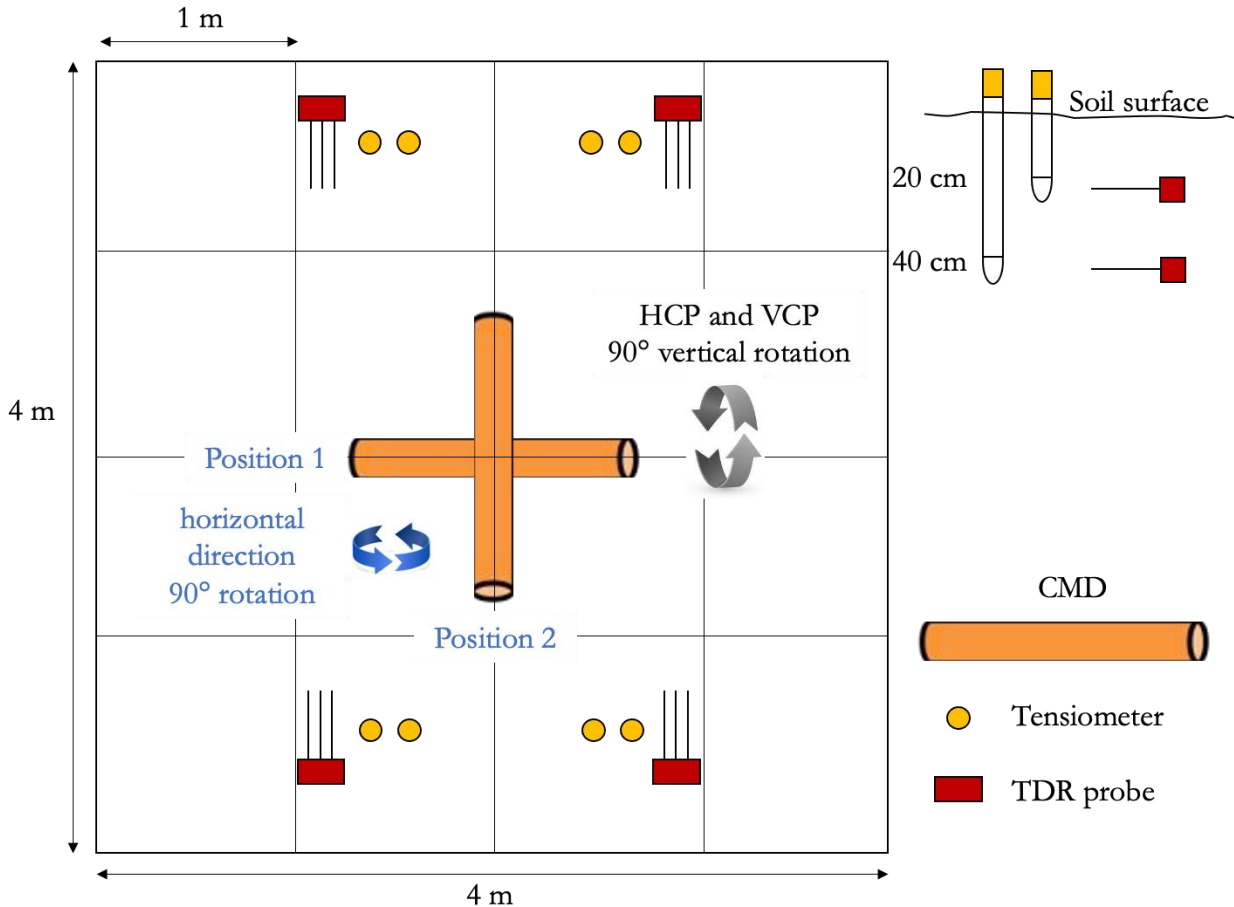 1 m
Soil surface
20 cm
40 cm
HCP and VCP
90° vertical rotation
4 m
Position 1
horizontal
direction
90° rotation
Position 2
CMD
Tensiometer
TDR probe
4 m